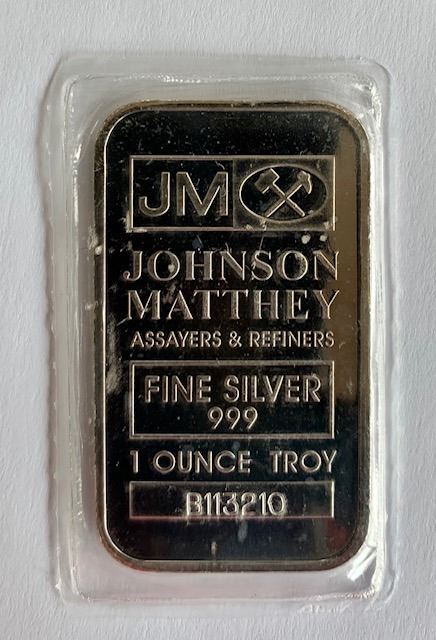 JM
JOHNSON
MATTHEY
ASSAYERS & REFINERS
FINE SILVER
999
1 OUNCE TROY
B113210